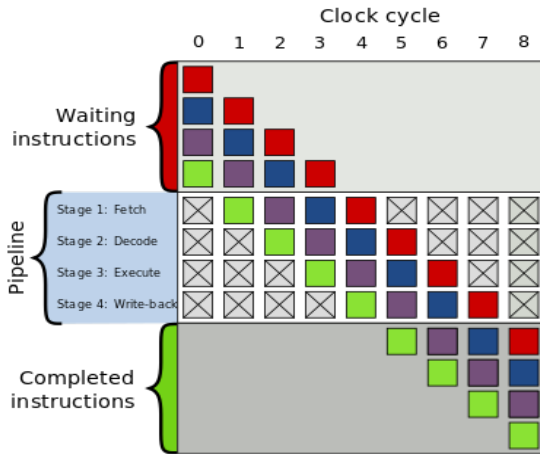 Clock cycle
0 1 2 3 4 5 6 7 8
Waiting
instructions
Pipeline
Stage 1: Fetch
Stage 2: Decode
Stage 3: Execute
Stage 4: Write-back
Completed
instructions